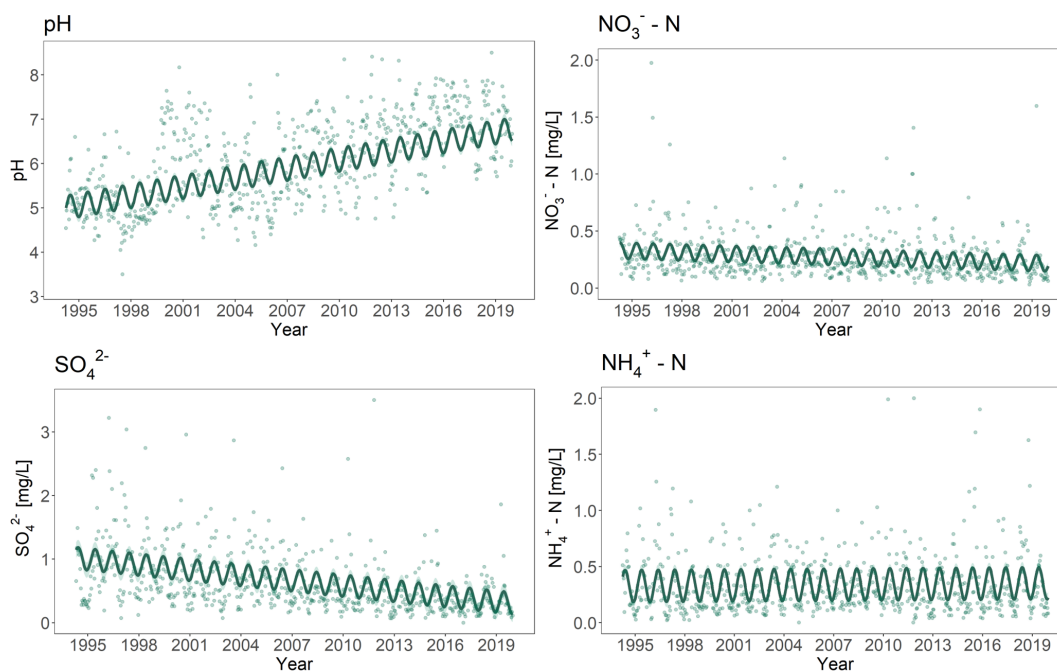 pH
8
7
6
5
4
3
pH
1995 1998 2001 2004 2007 2010 2013 2016 2019
Year
NO₃⁻ - N
2.0
1.5
1.0
0.5
0.0
NO₃⁻ - N [mg/L]
1995 1998 2001 2004 2007 2010 2013 2016 2019
Year
SO₄²⁻
3
2
1
0
SO₄²⁻ [mg/L]
1995 1998 2001 2004 2007 2010 2013 2016 2019
Year
NH₄⁺ - N
2.0
1.5
1.0
0.5
0.0
NH₄⁺ - N [mg/L]
1995 1998 2001 2004 2007 2010 2013 2016 2019
Year